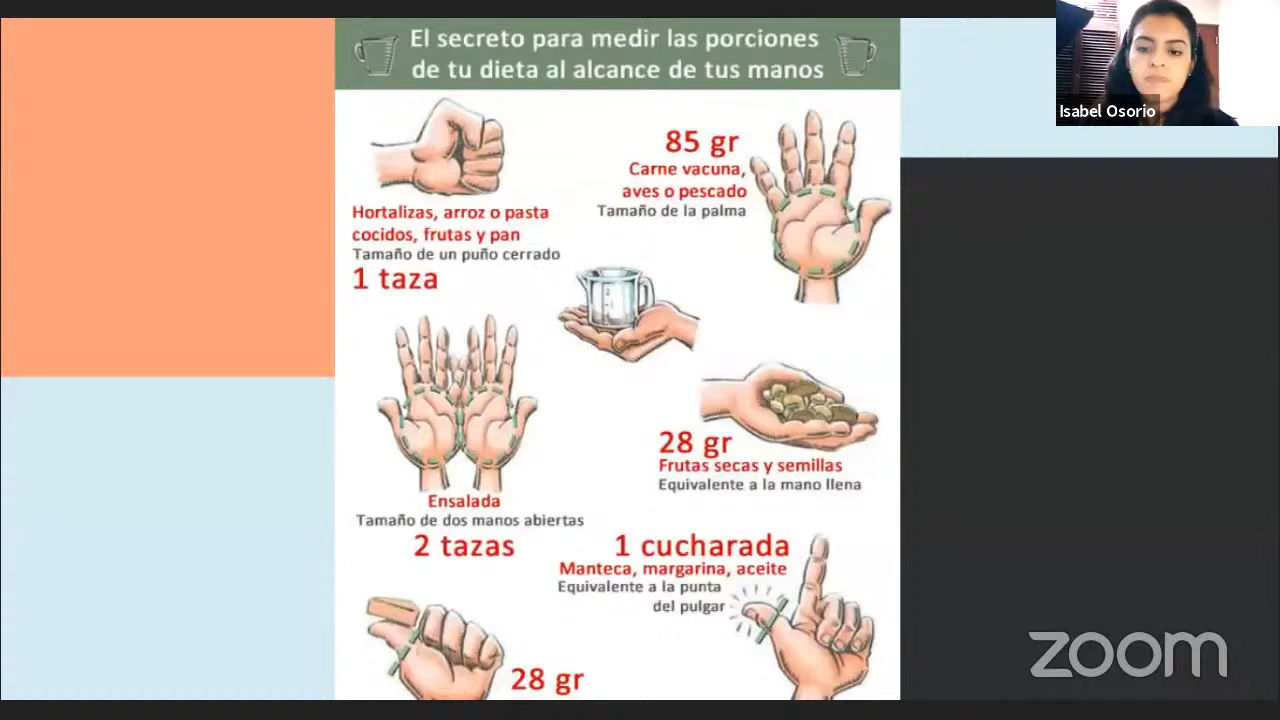 El secreto para medir las porciones
de tu dieta al alcance de tus manos
Isabel Osorio
Hortalizas, arroz o pasta
cocidos, frutas y pan
Tamaño de un puño cerrado
1 taza
85 gr
Carne vacuna,
aves o pescado
Tamaño de la palma
Ensalada
Tamaño de dos manos abiertas
2 tazas
28 gr
Frutas secas y semillas
Equivalente a la mano llena
1 cucharada
Manteca, margarina, aceite
Equivalente a la punta
del pulgar
28 gr
zoom